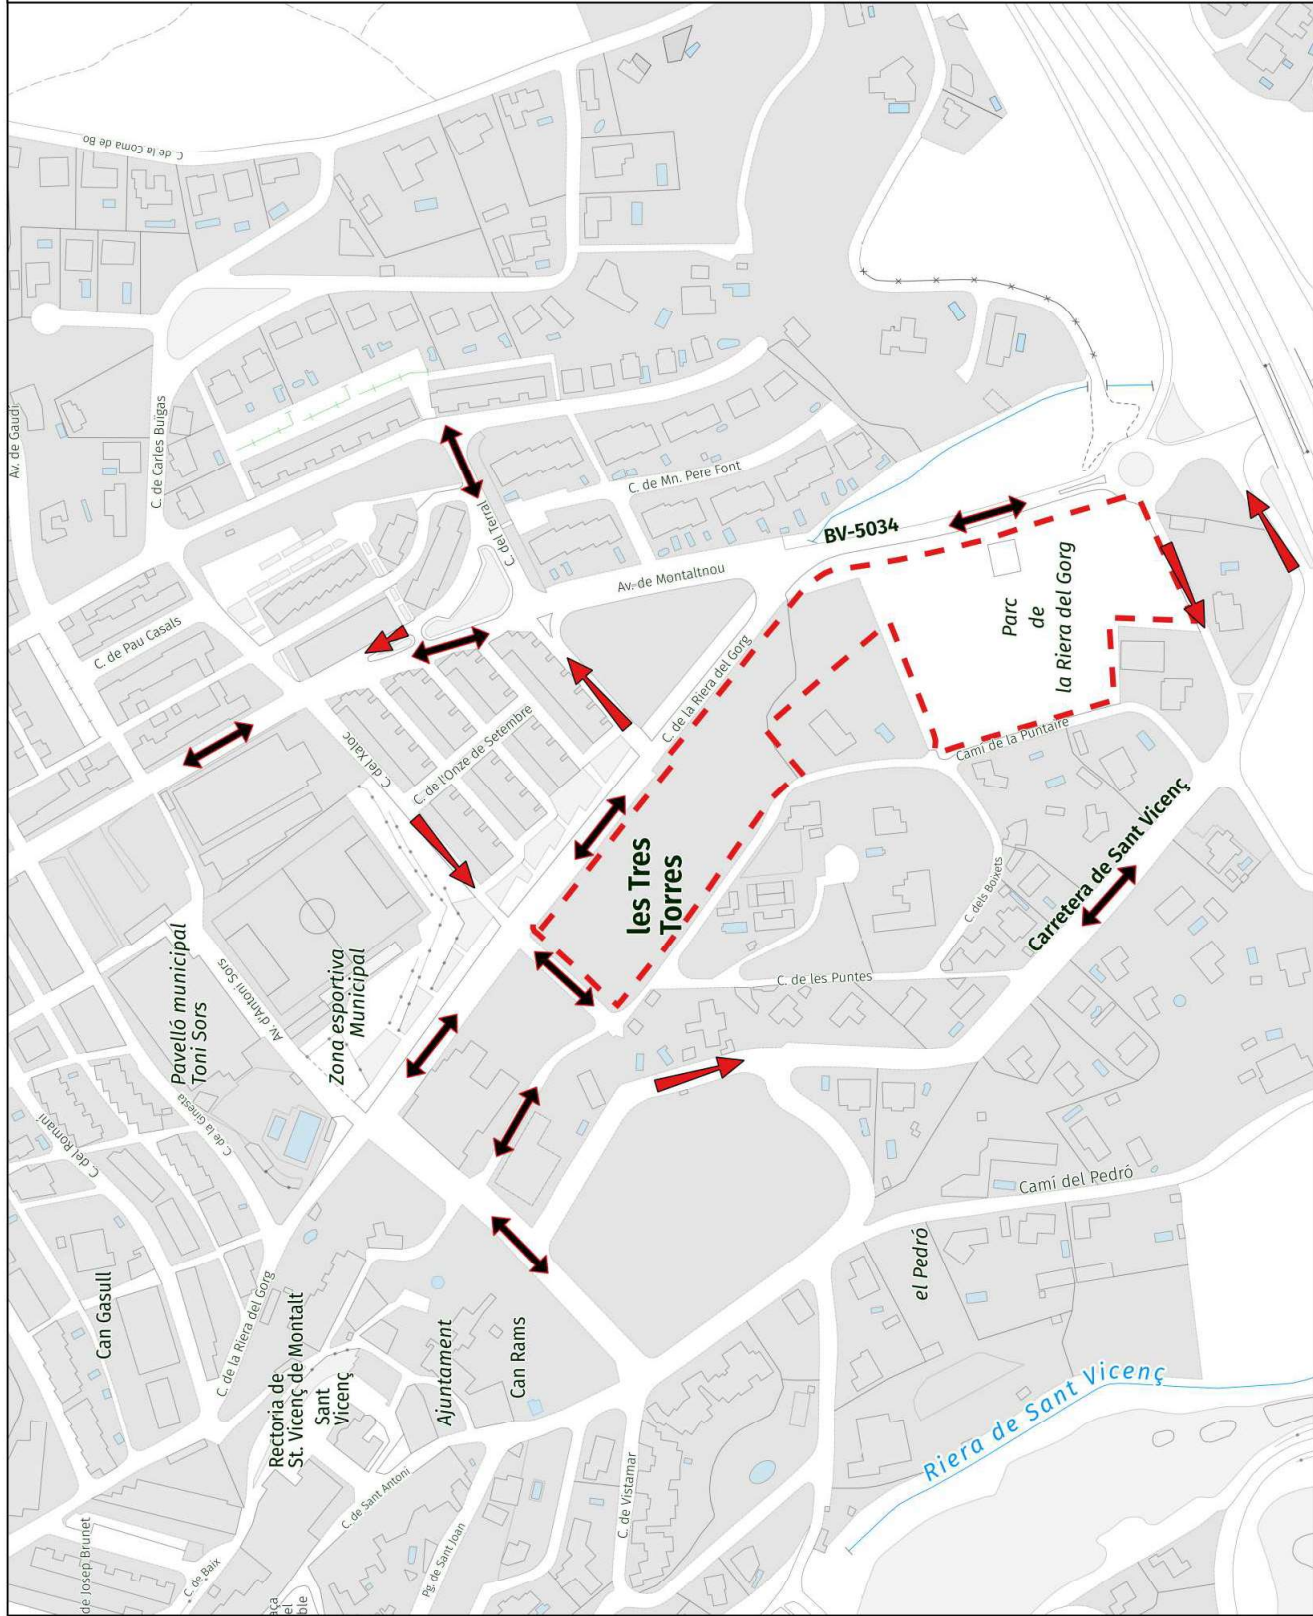 C. de la Coma de Bo
Av. de Gaudí
C. de Carles Buïgas
C. de Mn. Pere Font
C. del Terral
BV-5034
Av. de Montaltnou
C. de Pau Casals
Parc
de
la Riera del Gorg
C. de la Riera del Gorg
C. del Xaloc
C. de l'Onze de Setembre
Camí de la Puntaire
les Tres
Torres
Carretera de Sant Vicenç
C. dels Boixets
C. de les Puntes
Pavelló municipal
Toni Sors
Av. d'Antoni Sors
Zona esportiva
Municipal
C. del Romaní
C. de la Ginesta
Camí del Pedró
el Pedró
Can Gasull
C. de la Riera del Gorg
Rectoria de
St. Vicenç de Montalt
Sant
Vicenç
Ajuntament
Can Rams
Riera de Sant Vicenç
C. de Vistamar
C. de Sant Antoni
Pg. de Sant Joan
de Josep Brunet
C. de Baix
aça
el
ble